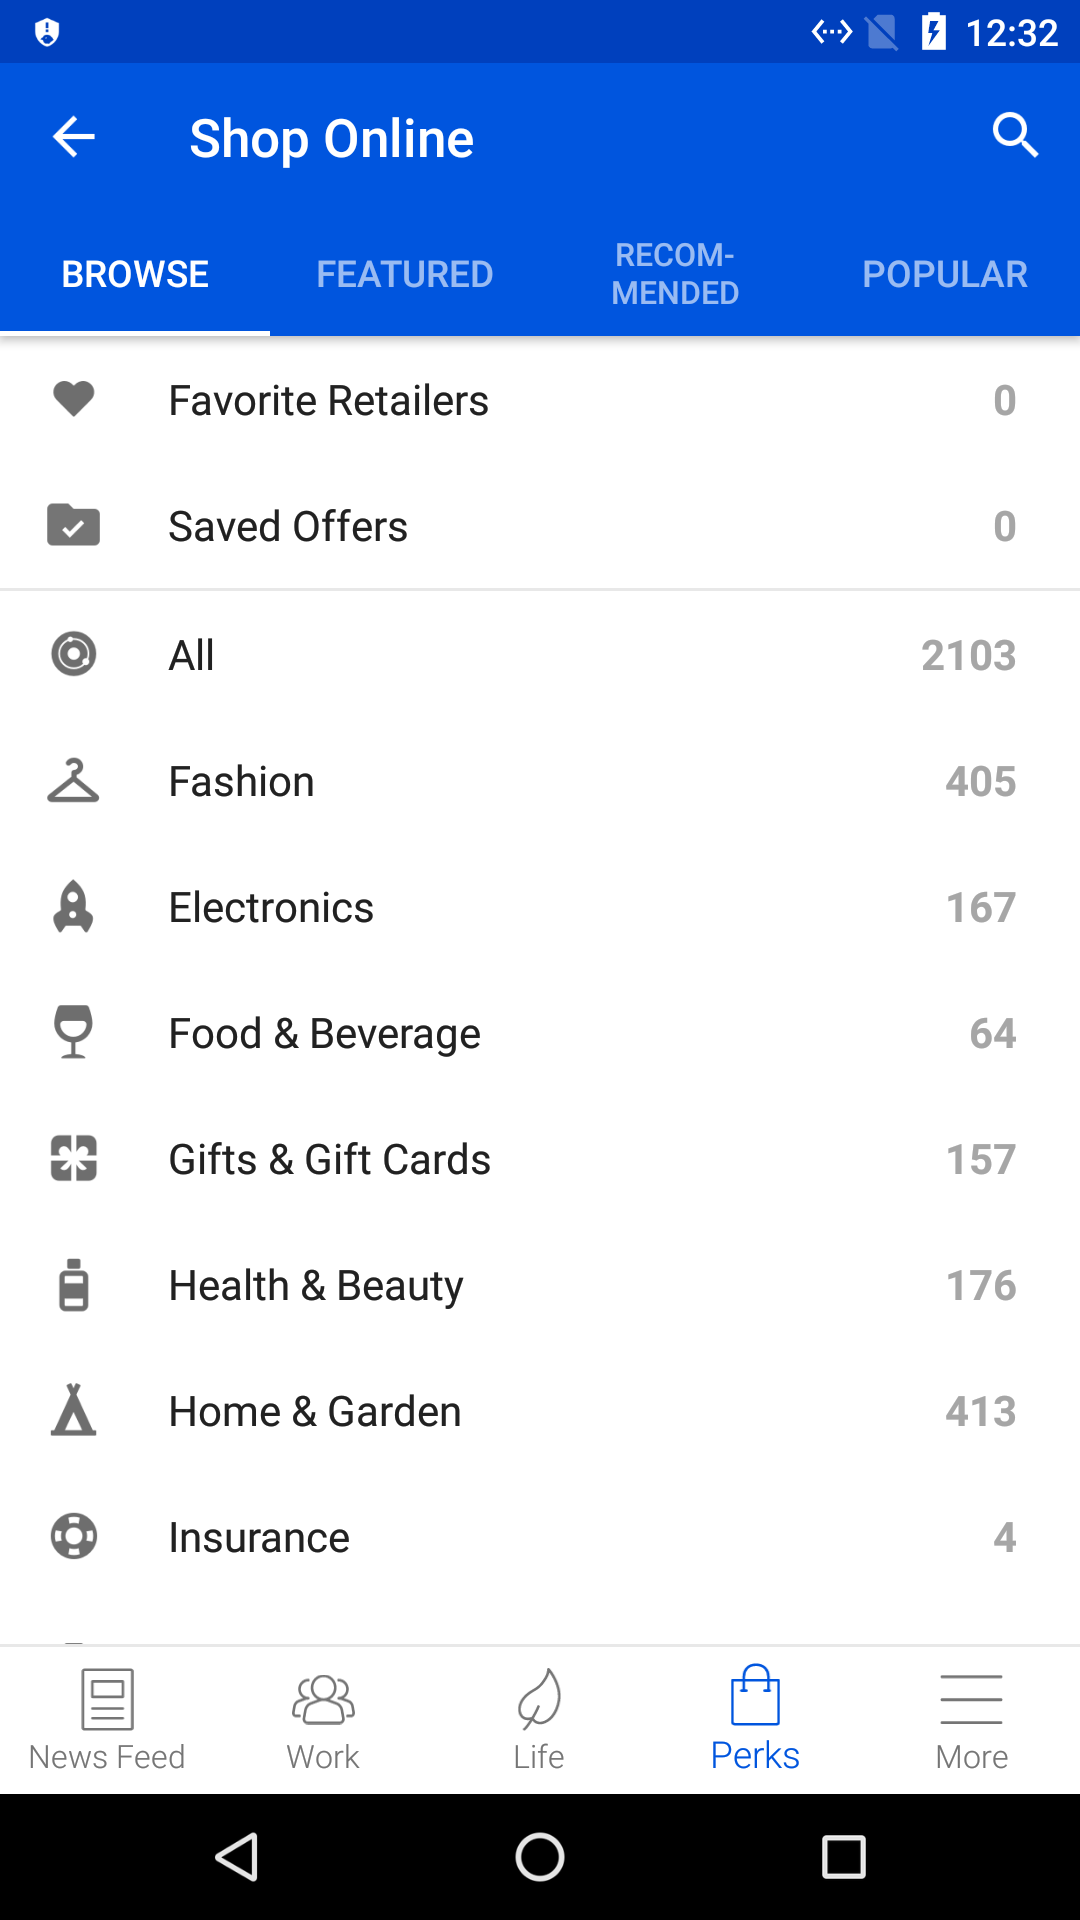 12:32
Shop Online
BROWSE
FEATURED
RECOM-
MENDED
POPULAR
Favorite Retailers 0
Saved Offers 0
All 2103
Fashion 405
Electronics 167
Food & Beverage 64
Gifts & Gift Cards 157
Health & Beauty 176
Home & Garden 413
Insurance 4
News Feed
Work
Life
Perks
More